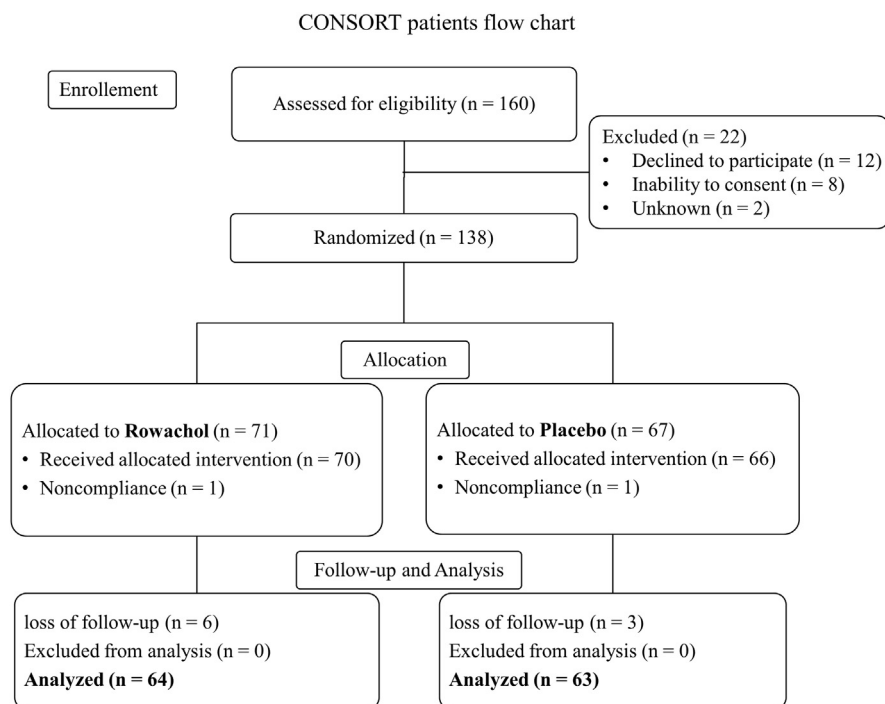 CONSORT patients flow chart
Enrollement
Assessed for eligibility (n = 160)
Excluded (n = 22)
• Declined to participate (n = 12)
• Inability to consent (n = 8)
• Unknown (n = 2)
Randomized (n = 138)
Allocation
Allocated to Rowachol (n = 71)
• Received allocated intervention (n = 70)
• Noncompliance (n = 1)
Allocated to Placebo (n = 67)
• Received allocated intervention (n = 66)
• Noncompliance (n = 1)
Follow-up and Analysis
loss of follow-up (n = 6)
Excluded from analysis (n = 0)
Analyzed (n = 64)
loss of follow-up (n = 3)
Excluded from analysis (n = 0)
Analyzed (n = 63)